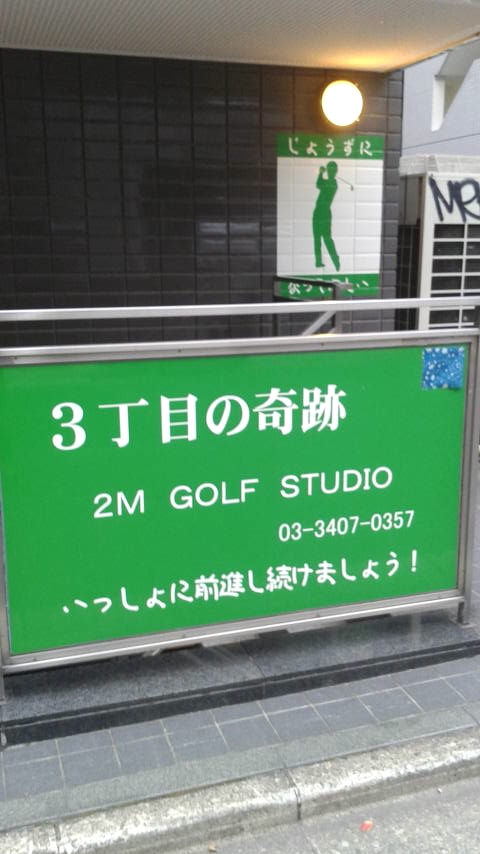 じょうずに
3丁目の奇跡
2M GOLF STUDIO
03-3407-0357
いっしょに前進し続けましょう！